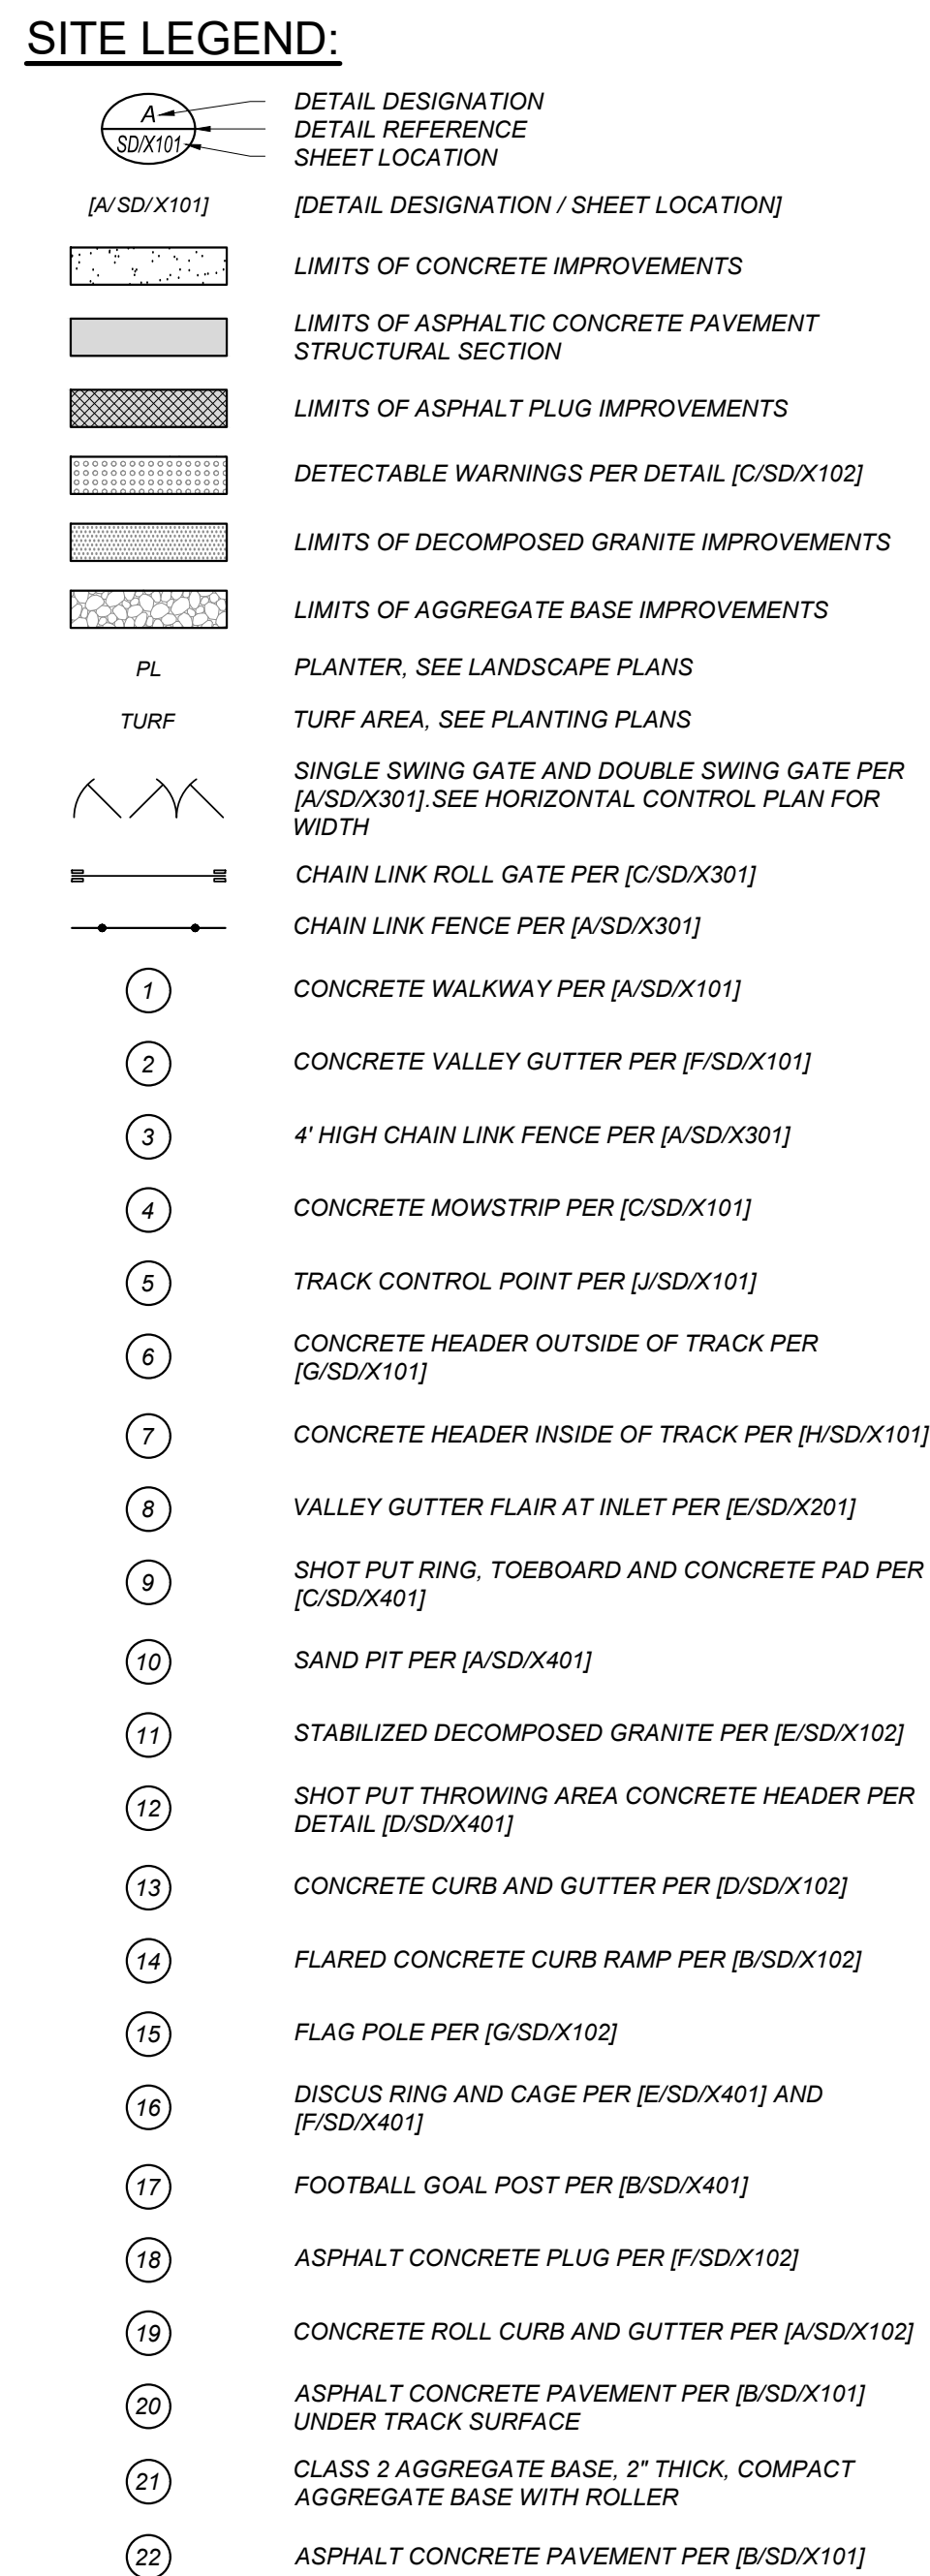 SITE LEGEND:
A
SD/X101
DETAIL DESIGNATION
DETAIL REFERENCE
SHEET LOCATION
[A/SD/X101] [DETAIL DESIGNATION / SHEET LOCATION]
LIMITS OF CONCRETE IMPROVEMENTS
LIMITS OF ASPHALTIC CONCRETE PAVEMENT
STRUCTURAL SECTION
LIMITS OF ASPHALT PLUG IMPROVEMENTS
DETECTABLE WARNINGS PER DETAIL [C/SD/X102]
LIMITS OF DECOMPOSED GRANITE IMPROVEMENTS
LIMITS OF AGGREGATE BASE IMPROVEMENTS
PL PLANTER, SEE LANDSCAPE PLANS
TURF TURF AREA, SEE PLANTING PLANS
SINGLE SWING GATE AND DOUBLE SWING GATE PER
[A/SD/X301].SEE HORIZONTAL CONTROL PLAN FOR
WIDTH
CHAIN LINK ROLL GATE PER [C/SD/X301]
CHAIN LINK FENCE PER [A/SD/X301]
1 CONCRETE WALKWAY PER [A/SD/X101]
2 CONCRETE VALLEY GUTTER PER [F/SD/X101]
3 4' HIGH CHAIN LINK FENCE PER [A/SD/X301]
4 CONCRETE MOWSTRIP PER [C/SD/X101]
5 TRACK CONTROL POINT PER [J/SD/X101]
6 CONCRETE HEADER OUTSIDE OF TRACK PER
[G/SD/X101]
7 CONCRETE HEADER INSIDE OF TRACK PER [H/SD/X101]
8 VALLEY GUTTER FLAIR AT INLET PER [E/SD/X201]
9 SHOT PUT RING, TOEBOARD AND CONCRETE PAD PER
[C/SD/X401]
10 SAND PIT PER [A/SD/X401]
11 STABILIZED DECOMPOSED GRANITE PER [E/SD/X102]
12 SHOT PUT THROWING AREA CONCRETE HEADER PER
DETAIL [D/SD/X401]
13 CONCRETE CURB AND GUTTER PER [D/SD/X102]
14 FLARED CONCRETE CURB RAMP PER [B/SD/X102]
15 FLAG POLE PER [G/SD/X102]
16 DISCUS RING AND CAGE PER [E/SD/X401] AND
[F/SD/X401]
17 FOOTBALL GOAL POST PER [B/SD/X401]
18 ASPHALT CONCRETE PLUG PER [F/SD/X102]
19 CONCRETE ROLL CURB AND GUTTER PER [A/SD/X102]
20 ASPHALT CONCRETE PAVEMENT PER [B/SD/X101]
UNDER TRACK SURFACE
21 CLASS 2 AGGREGATE BASE, 2" THICK, COMPACT
AGGREGATE BASE WITH ROLLER
22 ASPHALT CONCRETE PAVEMENT PER [B/SD/X101]